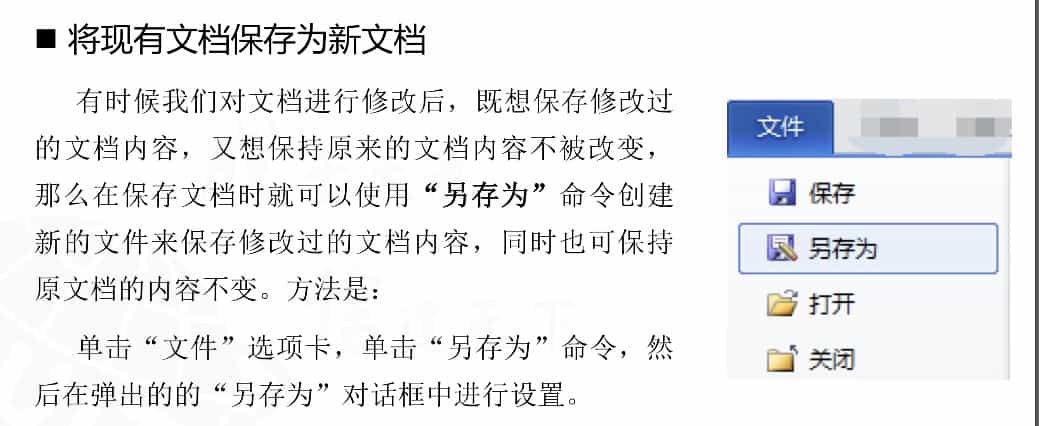 ■ 将现有文档保存为新文档
有时候我们对文档进行修改后，既想保存修改过
的文档内容，又想保持原来的文档内容不被改变，
那么在保存文档时就可以使用“另存为”命令创建
新的文件来保存修改过的文档内容，同时也可保持
原文档的内容不变。方法是：
单击“文件”选项卡，单击“另存为”命令，然
后在弹出的的“另存为”对话框中进行设置。
文件
保存
另存为
打开
关闭